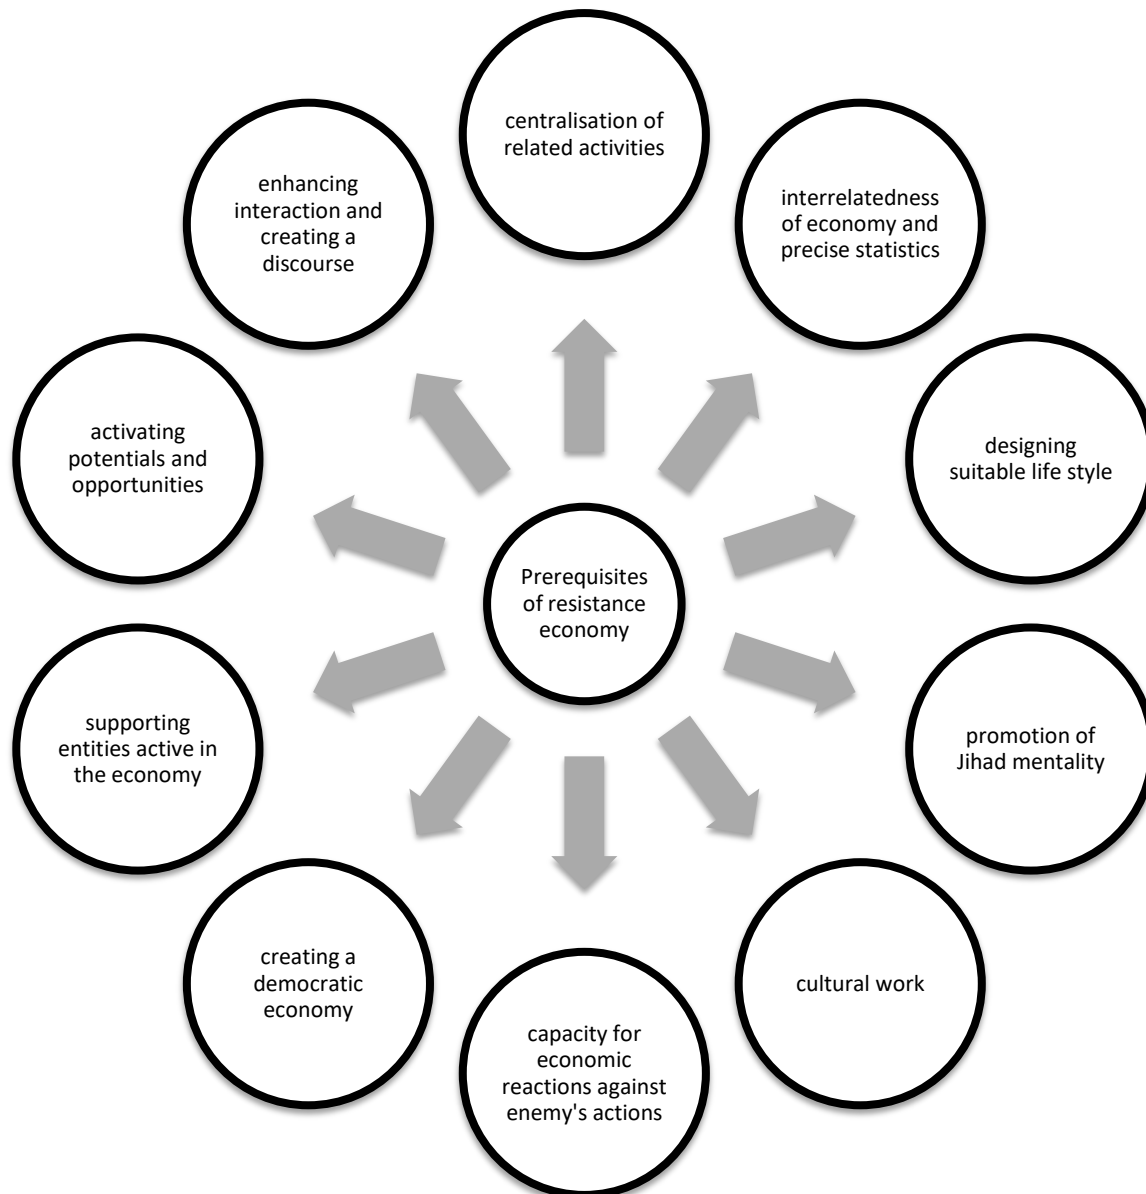 centralisation of
related activities
interrelatedness
of economy and
precise statistics
designing
suitable life style
promotion of
Jihad mentality
cultural work
capacity for
economic
reactions against
enemy's actions
creating a
democratic
economy
supporting
entities active in
the economy
activating
potentials and
opportunities
enhancing
interaction and
creating a
discourse
Prerequisites
of resistance
economy